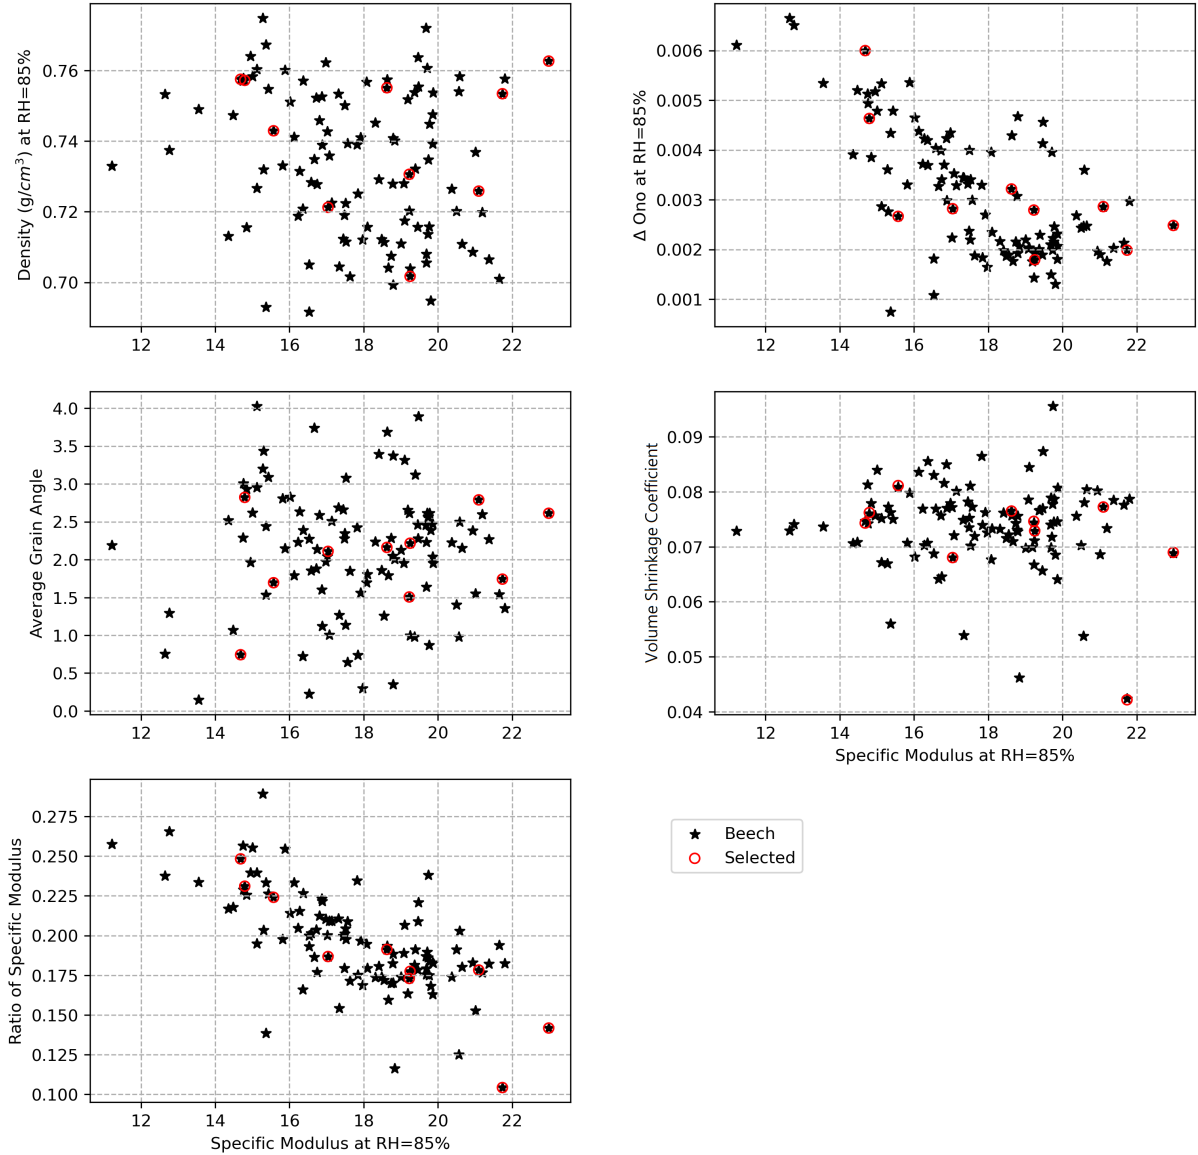 Density (g/cm³) at RH=85%
0.76
0.74
0.72
0.70
12 14 16 18 20 22
Δ Ono at RH=85%
0.006
0.005
0.004
0.003
0.002
0.001
12 14 16 18 20 22
Average Grain Angle
4.0
3.5
3.0
2.5
2.0
1.5
1.0
0.5
0.0
12 14 16 18 20 22
Volume Shrinkage Coefficient
0.09
0.08
0.07
0.06
0.05
0.04
12 14 16 18 20 22
Specific Modulus at RH=85%
Ratio of Specific Modulus
0.275
0.250
0.225
0.200
0.175
0.150
0.125
0.100
12 14 16 18 20 22
Specific Modulus at RH=85%
Beech
Selected